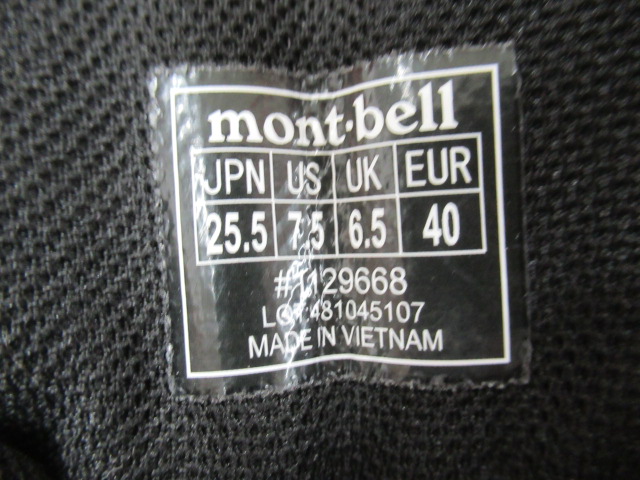 mont·bell
JPN US UK EUR
25.5 7.5 6.5 40
#1129668
LOT:481045107
MADE IN VIETNAM